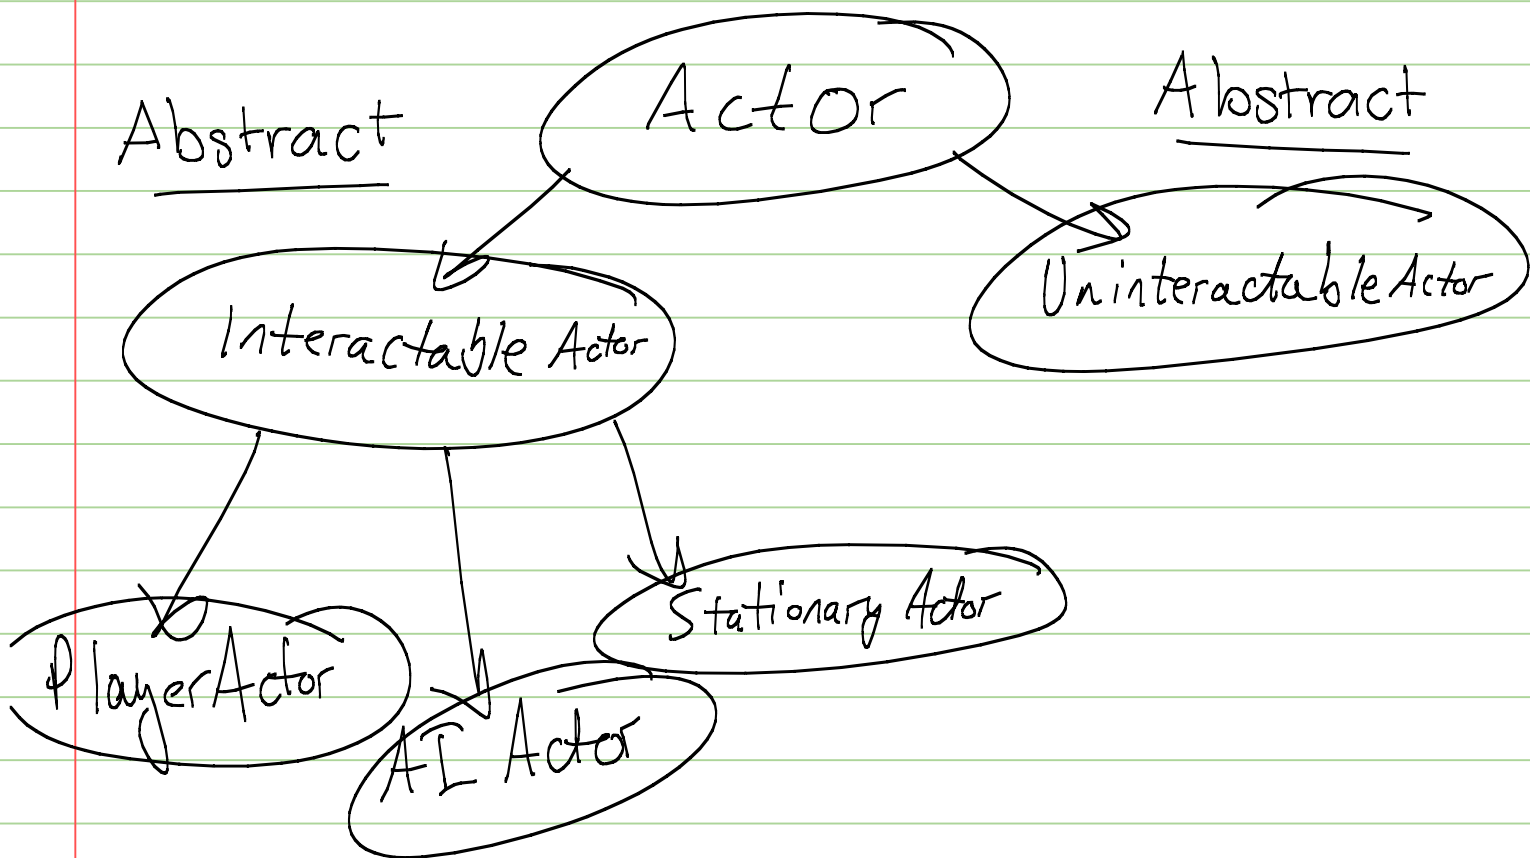 Actor
Abstract
Abstract
Uninteractable Actor
Interactable Actor
Stationary Actor
PlayerActor
AI Actor